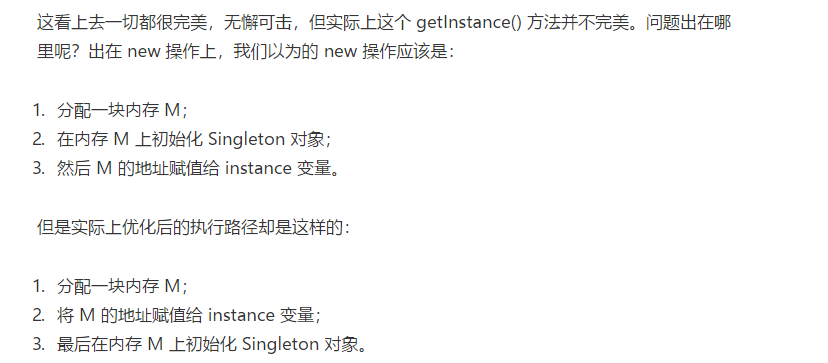 这看上去一切都很完美，无懈可击，但实际上这个 getInstance() 方法并不完美。问题出在哪
里呢？出在 new 操作上，我们以为的 new 操作应该是：
1. 分配一块内存 M；
2. 在内存 M 上初始化 Singleton 对象；
3. 然后 M 的地址赋值给 instance 变量。
但是实际上优化后的执行路径却是这样的：
1. 分配一块内存 M；
2. 将 M 的地址赋值给 instance 变量；
3. 最后在内存 M 上初始化 Singleton 对象。